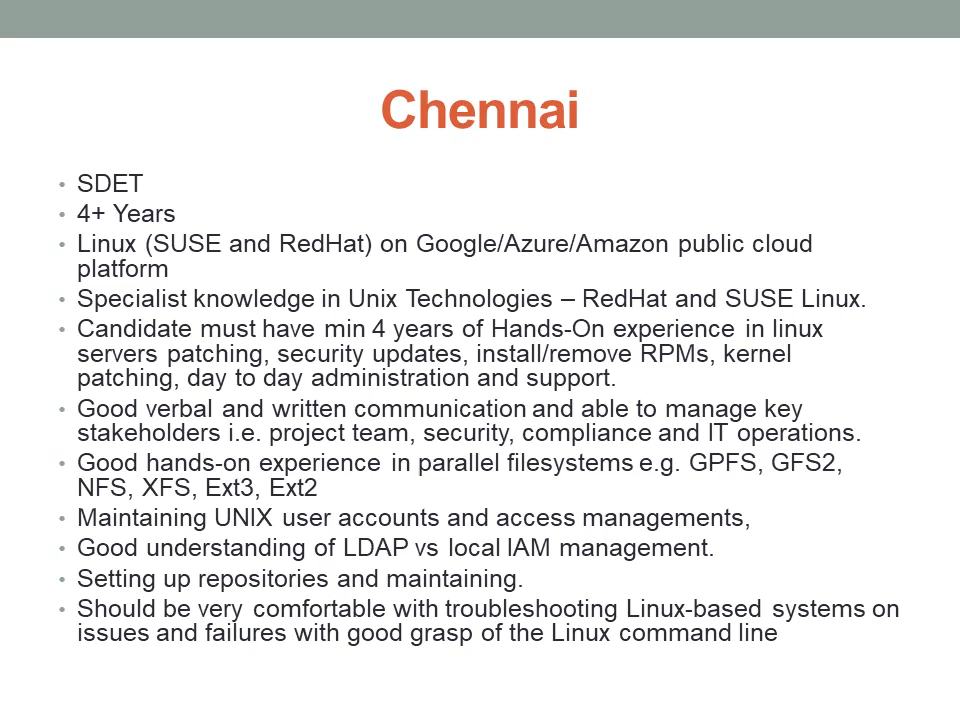 Chennai
• SDET
• 4+ Years
• Linux (SUSE and RedHat) on Google/Azure/Amazon public cloud
platform
• Specialist knowledge in Unix Technologies – RedHat and SUSE Linux.
• Candidate must have min 4 years of Hands-On experience in linux
servers patching, security updates, install/remove RPMs, kernel
patching, day to day administration and support.
• Good verbal and written communication and able to manage key
stakeholders i.e. project team, security, compliance and IT operations.
• Good hands-on experience in parallel filesystems e.g. GPFS, GFS2,
NFS, XFS, Ext3, Ext2
• Maintaining UNIX user accounts and access managements,
• Good understanding of LDAP vs local IAM management.
• Setting up repositories and maintaining.
• Should be very comfortable with troubleshooting Linux-based systems on
issues and failures with good grasp of the Linux command line